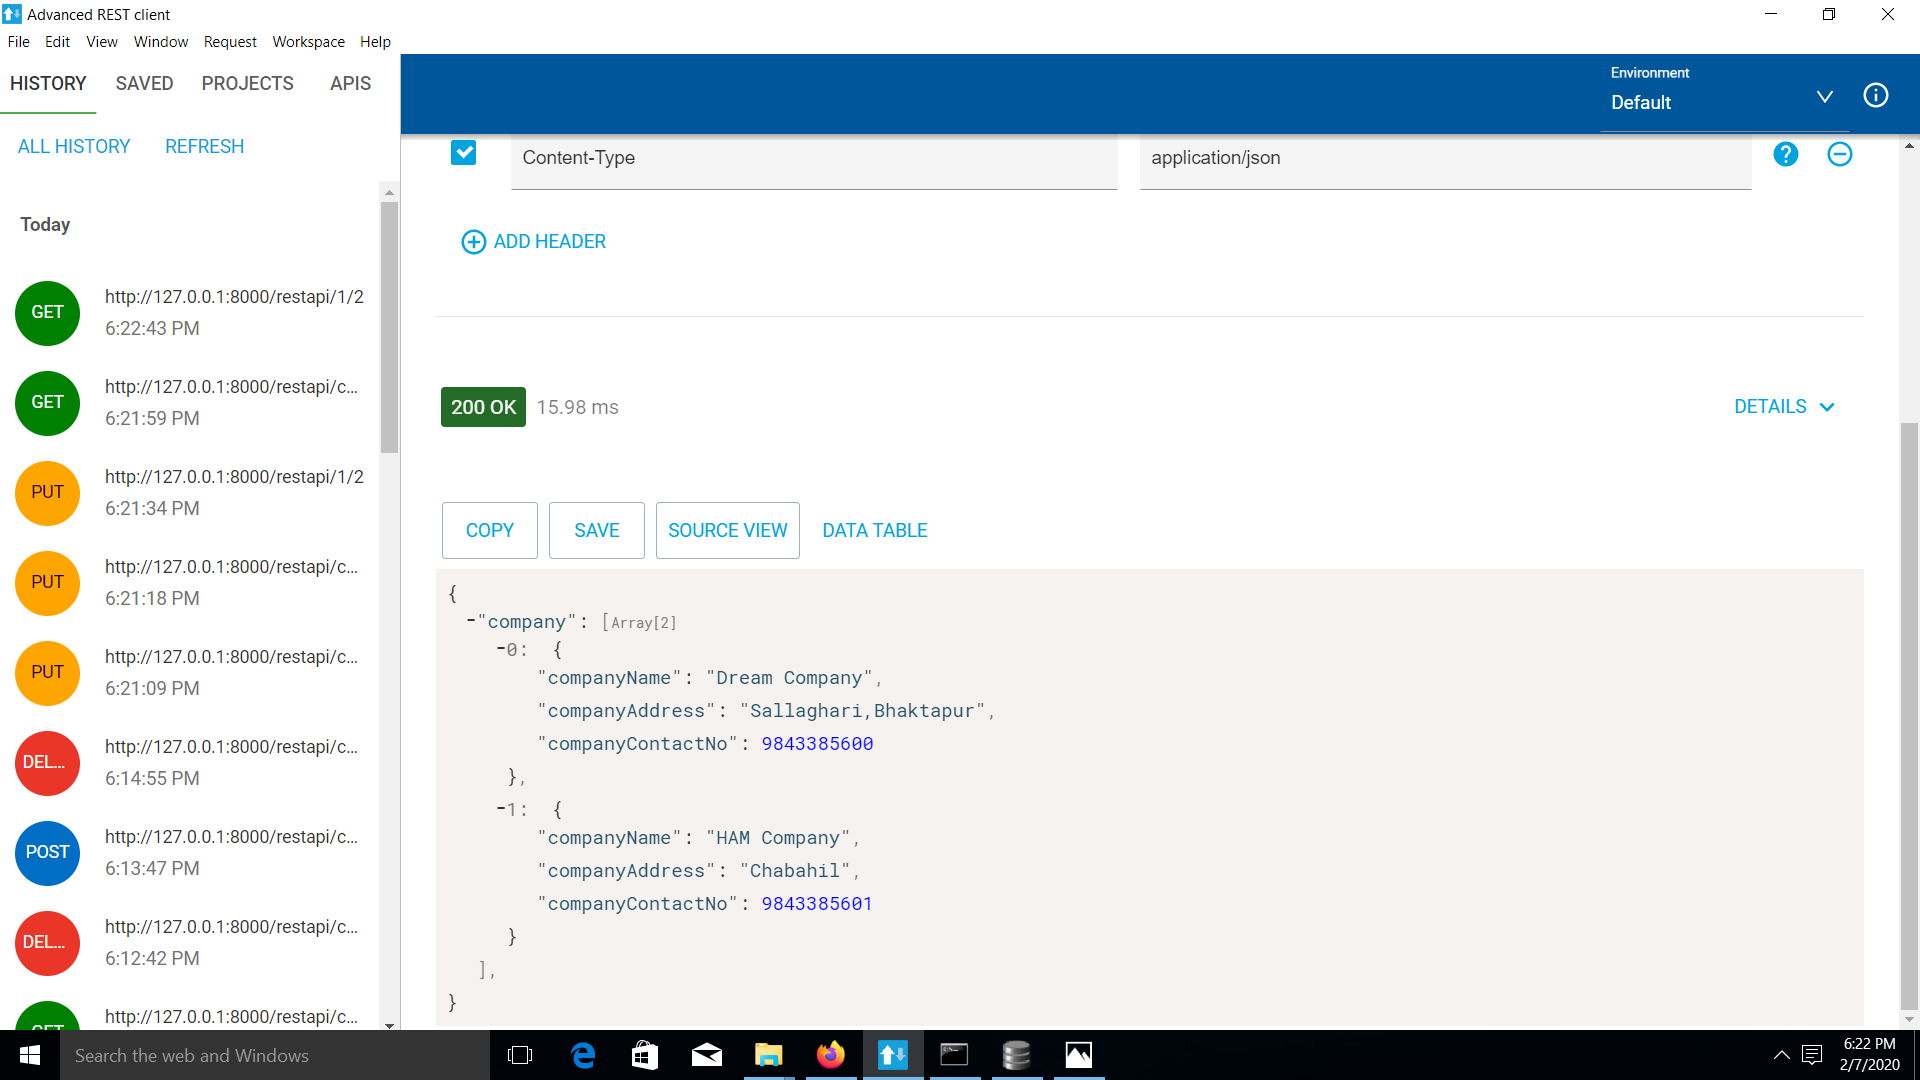 Advanced REST client
File Edit View Window Request Workspace Help
HISTORY SAVED PROJECTS APIS
ALL HISTORY REFRESH
Today
GET http://127.0.0.1:8000/restapi/1/2
6:22:43 PM
GET http://127.0.0.1:8000/restapi/c...
6:21:59 PM
PUT http://127.0.0.1:8000/restapi/1/2
6:21:34 PM
PUT http://127.0.0.1:8000/restapi/c...
6:21:18 PM
PUT http://127.0.0.1:8000/restapi/c...
6:21:09 PM
DEL... http://127.0.0.1:8000/restapi/c...
6:14:55 PM
POST http://127.0.0.1:8000/restapi/c...
6:13:47 PM
DEL... http://127.0.0.1:8000/restapi/c...
6:12:42 PM
GET http://127.0.0.1:8000/restapi/c...
Environment
Default
Content-Type application/json
ADD HEADER
200 OK 15.98 ms DETAILS
COPY SAVE SOURCE VIEW DATA TABLE
{
-"company": [Array[2]
-0: {
"companyName": "Dream Company",
"companyAddress": "Sallaghari,Bhaktapur",
"companyContactNo": 9843385600
},
-1: {
"companyName": "HAM Company",
"companyAddress": "Chabahil",
"companyContactNo": 9843385601
}
],
}
Search the web and Windows
6:22 PM
2/7/2020